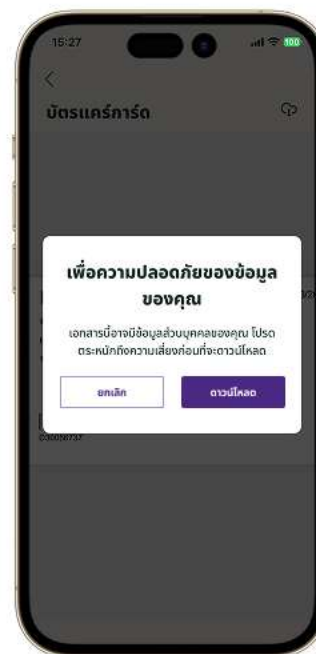 15:27
100
บัตรแคร์การ์ด
เพื่อความปลอดภัยของข้อมูล
ของคุณ
เอกสารนี้อาจมีข้อมูลส่วนบุคคลของคุณ โปรด
ตระหนักถึงความเสี่ยงก่อนที่จะดาวน์โหลด
ยกเลิก
ดาวน์โหลด